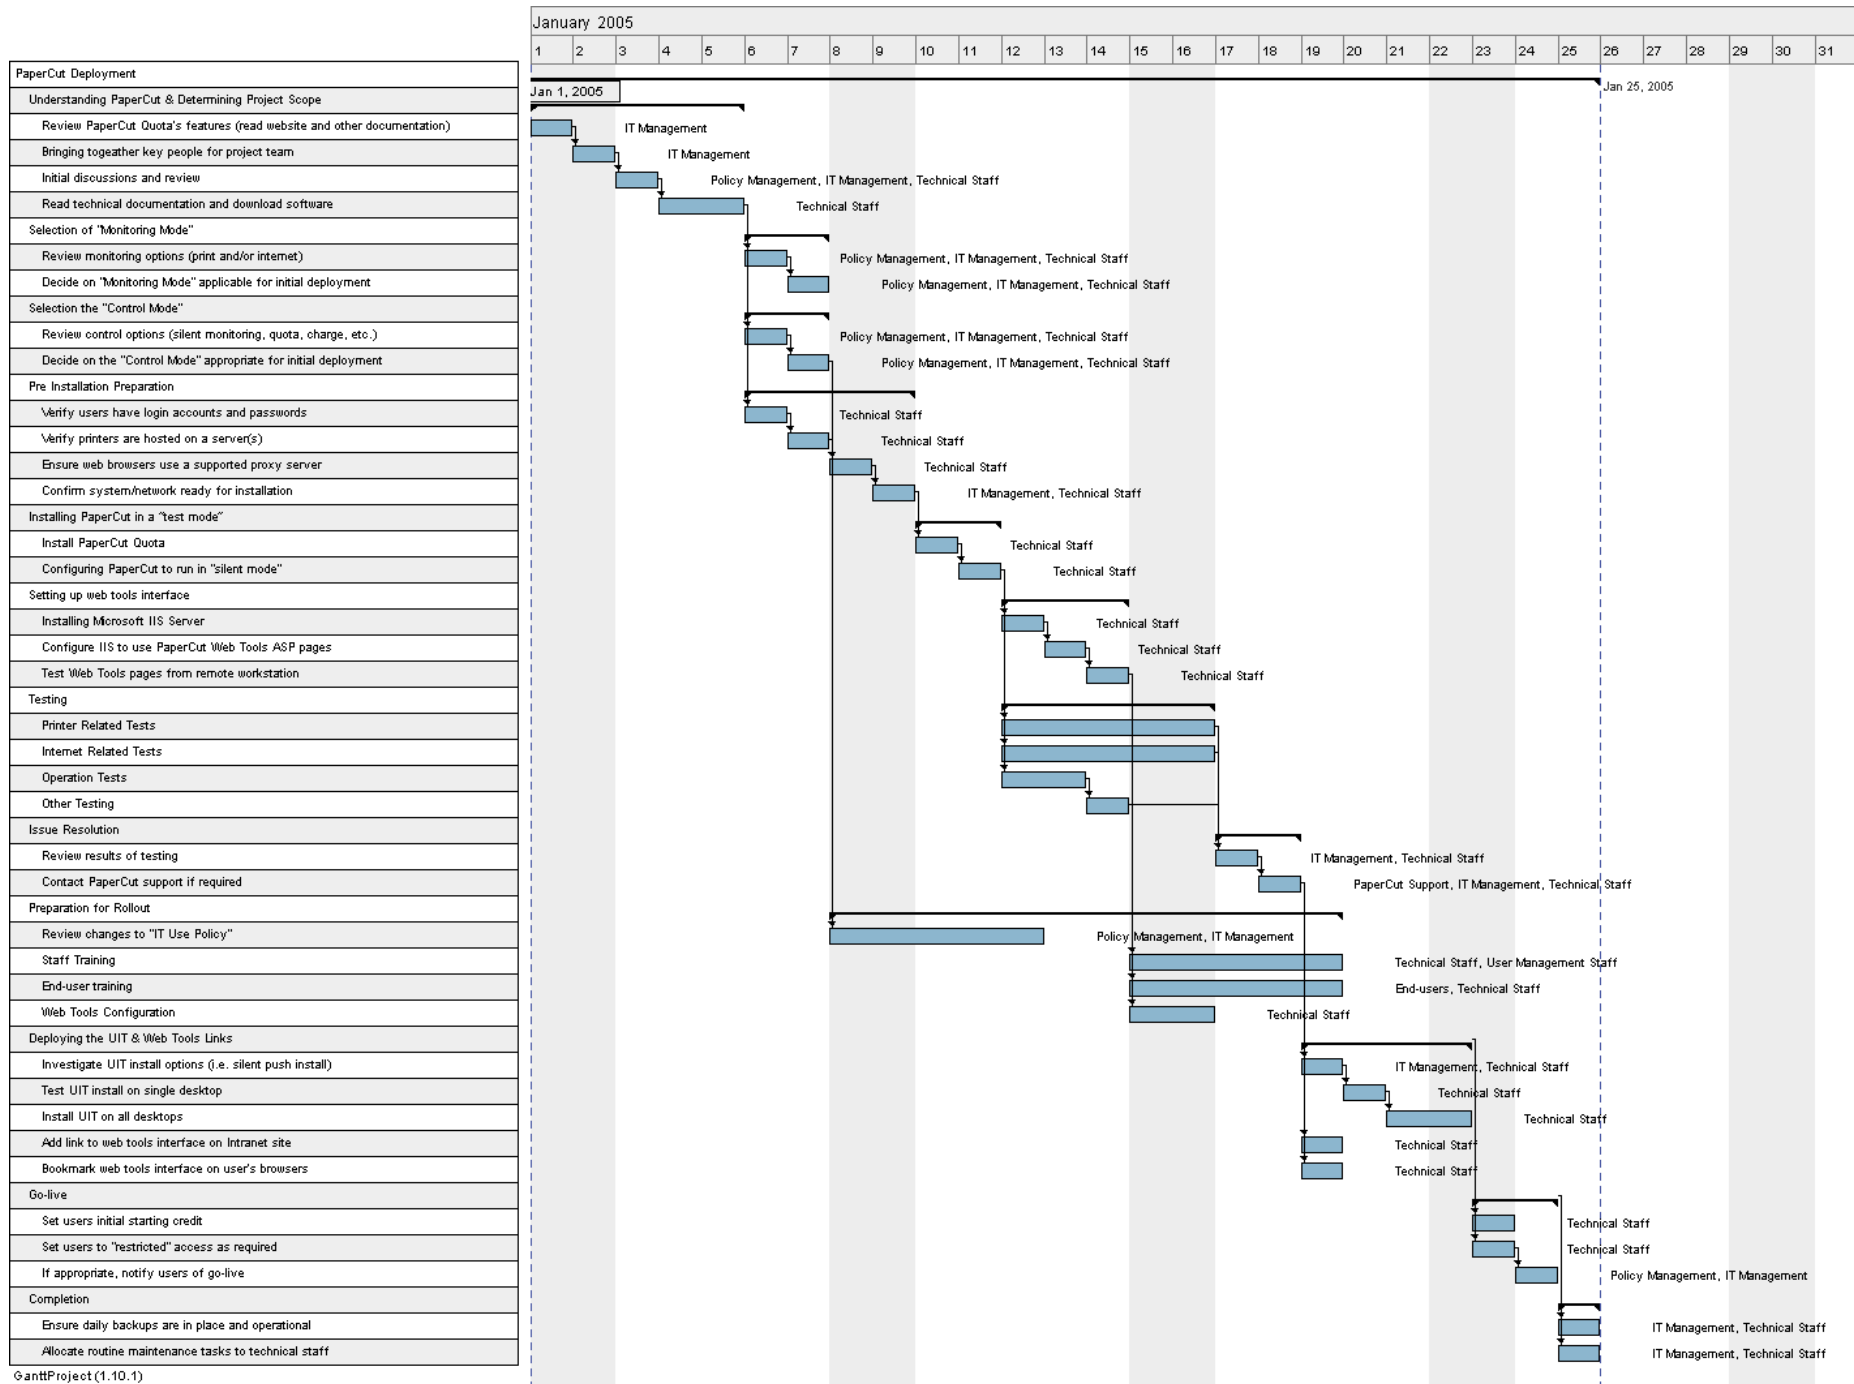 January 2005
1 2 3 4 5 6 7 8 9 10 11 12 13 14 15 16 17 18 19 20 21 22 23 24 25 26 27 28 29 30 31
PaperCut Deployment
Jan 25, 2005
Jan 1, 2005
Understanding PaperCut & Determining Project Scope
Review PaperCut Quota's features (read website and other documentation) IT Management
Bringing togeather key people for project team IT Management
Initial discussions and review Policy Management, IT Management, Technical Staff
Read technical documentation and download software Technical Staff
Selection of "Monitoring Mode"
Review monitoring options (print and/or internet) Policy Management, IT Management, Technical Staff
Decide on "Monitoring Mode" applicable for initial deployment Policy Management, IT Management, Technical Staff
Selection the "Control Mode"
Review control options (silent monitoring, quota, charge, etc.) Policy Management, IT Management, Technical Staff
Decide on the "Control Mode" appropriate for initial deployment Policy Management, IT Management, Technical Staff
Pre Installation Preparation
Verify users have login accounts and passwords Technical Staff
Verify printers are hosted on a server(s) Technical Staff
Ensure web browsers use a supported proxy server Technical Staff
Confirm system/network ready for installation IT Management, Technical Staff
Installing PaperCut in a "test mode"
Install PaperCut Quota Technical Staff
Configuring PaperCut to run in "silent mode" Technical Staff
Setting up web tools interface
Installing Microsoft IIS Server Technical Staff
Configure IIS to use PaperCut Web Tools ASP pages Technical Staff
Test Web Tools pages from remote workstation Technical Staff
Testing
Printer Related Tests
Internet Related Tests
Operation Tests
Other Testing
Issue Resolution
Review results of testing IT Management, Technical Staff
Contact PaperCut support if required PaperCut Support, IT Management, Technical Staff
Preparation for Rollout
Review changes to "IT Use Policy" Policy Management, IT Management
Staff Training Technical Staff, User Management Staff
End-user training End-users, Technical Staff
Web Tools Configuration Technical Staff
Deploying the UIT & Web Tools Links
Investigate UIT install options (i.e. silent push install) IT Management, Technical Staff
Test UIT install on single desktop Technical Staff
Install UIT on all desktops Technical Staff
Add link to web tools interface on Intranet site Technical Staff
Bookmark web tools interface on user's browsers Technical Staff
Go-live
Set users initial starting credit Technical Staff
Set users to "restricted" access as required Technical Staff
If appropriate, notify users of go-live Policy Management, IT Management
Completion
Ensure daily backups are in place and operational IT Management, Technical Staff
Allocate routine maintenance tasks to technical staff IT Management, Technical Staff
GanttProject (1.10.1)